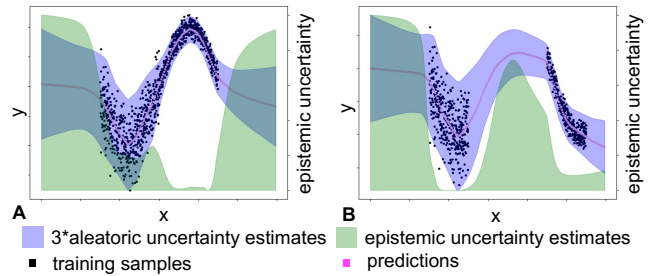 y
epistemic uncertainty
y
epistemic uncertainty
A
x
B
x
3*aleatoric uncertainty estimates
epistemic uncertainty estimates
training samples
predictions